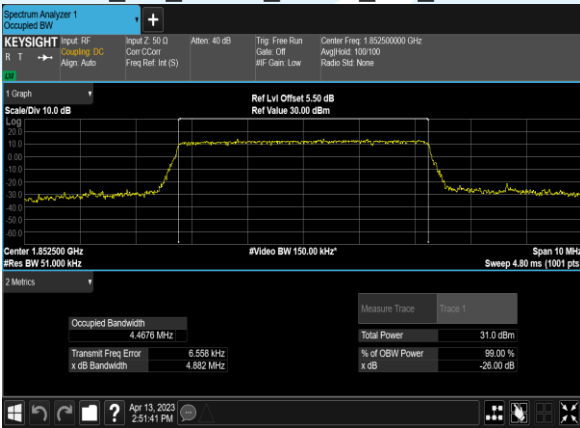 Spectrum Analyzer 1
Occupied BW
+
KEYSIGHT Input: RF Input Z: 50 Ω Atten: 40 dB Trig: Free Run Center Freq: 1.852500000 GHz
R T Coupling: DC Corr CCorr Gate: Off Avg|Hold: 100/100
Align: Auto Freq Ref: Int (S) #IF Gain: Low Radio Std: None
1 Graph
Ref Lvl Offset 5.50 dB
Scale/Div 10.0 dB Ref Value 30.00 dBm
Log
20.0
10.0
0.00
-10.0
-20.0
-30.0
-40.0
-50.0
-60.0
Center 1.852500 GHz #Video BW 150.00 kHz* Span 10 MHz
#Res BW 51.000 kHz Sweep 4.80 ms (1001 pts
2 Metrics
Measure Trace Trace 1
Occupied Bandwidth
4.4676 MHz Total Power 31.0 dBm
Transmit Freq Error 6.558 kHz % of OBW Power 99.00 %
x dB Bandwidth 4.882 MHz x dB -26.00 dB
? Apr 13, 2023
2:51:41 PM